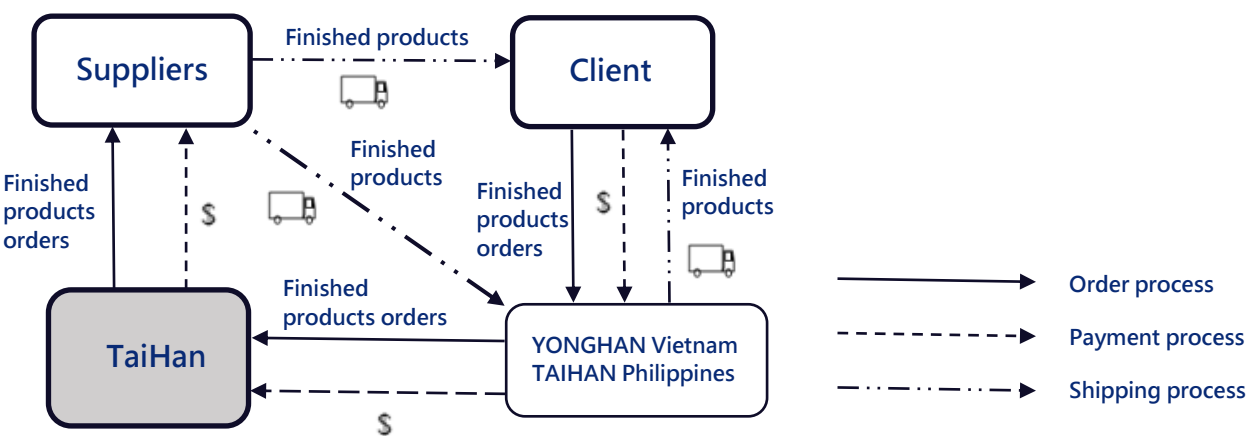 Finished products
Suppliers
Client
Finished
products
Finished
products
orders
$
Finished
products
orders
$
Finished
products
Finished
products orders
TaiHan
YONGHAN Vietnam
TAIHAN Philippines
$
Order process
Payment process
Shipping process